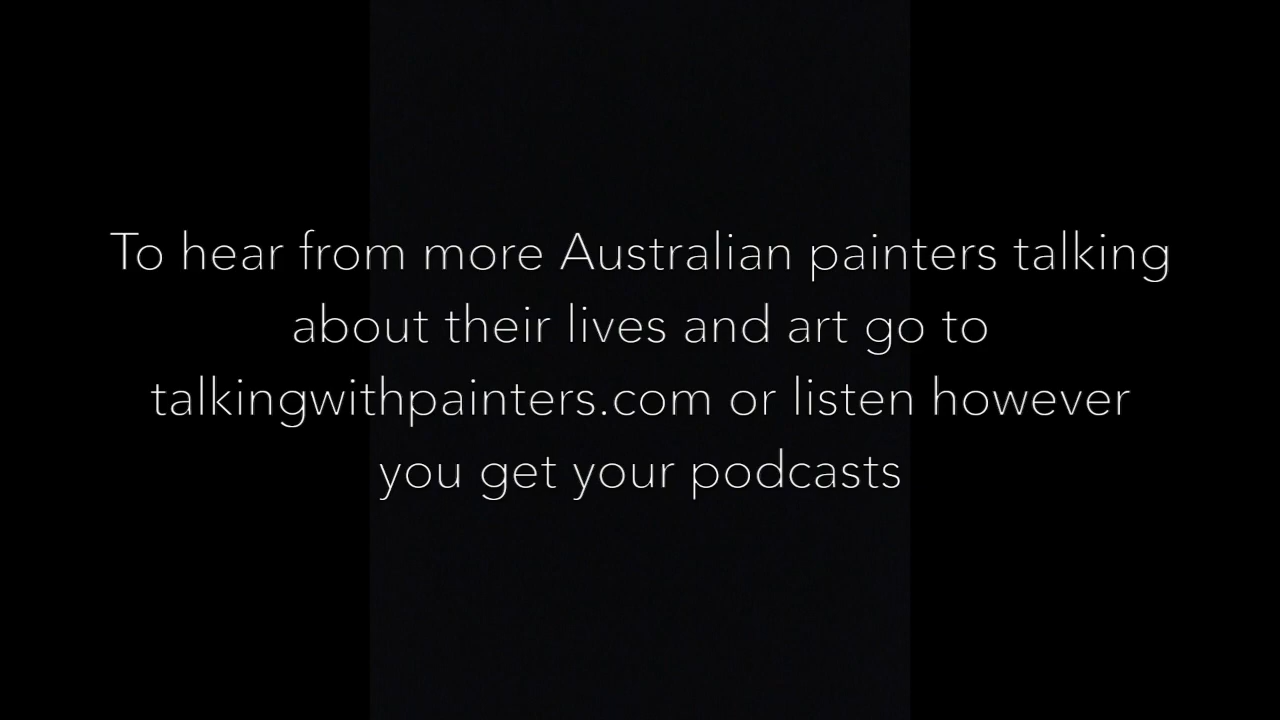 To hear from more Australian painters talking
about their lives and art go to
talkingwithpainters.com or listen however
you get your podcasts